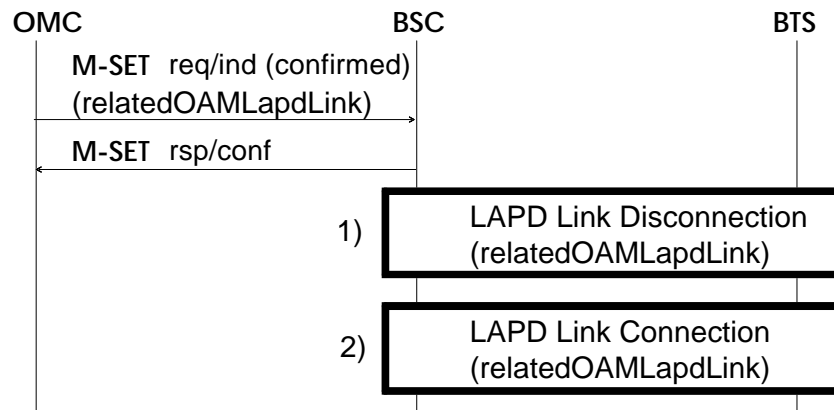 OMC BSC BTS
M-SET req/ind (confirmed)
(relatedOAMLapdLink)
M-SET rsp/conf
1) LAPD Link Disconnection
(relatedOAMLapdLink)
2) LAPD Link Connection
(relatedOAMLapdLink)